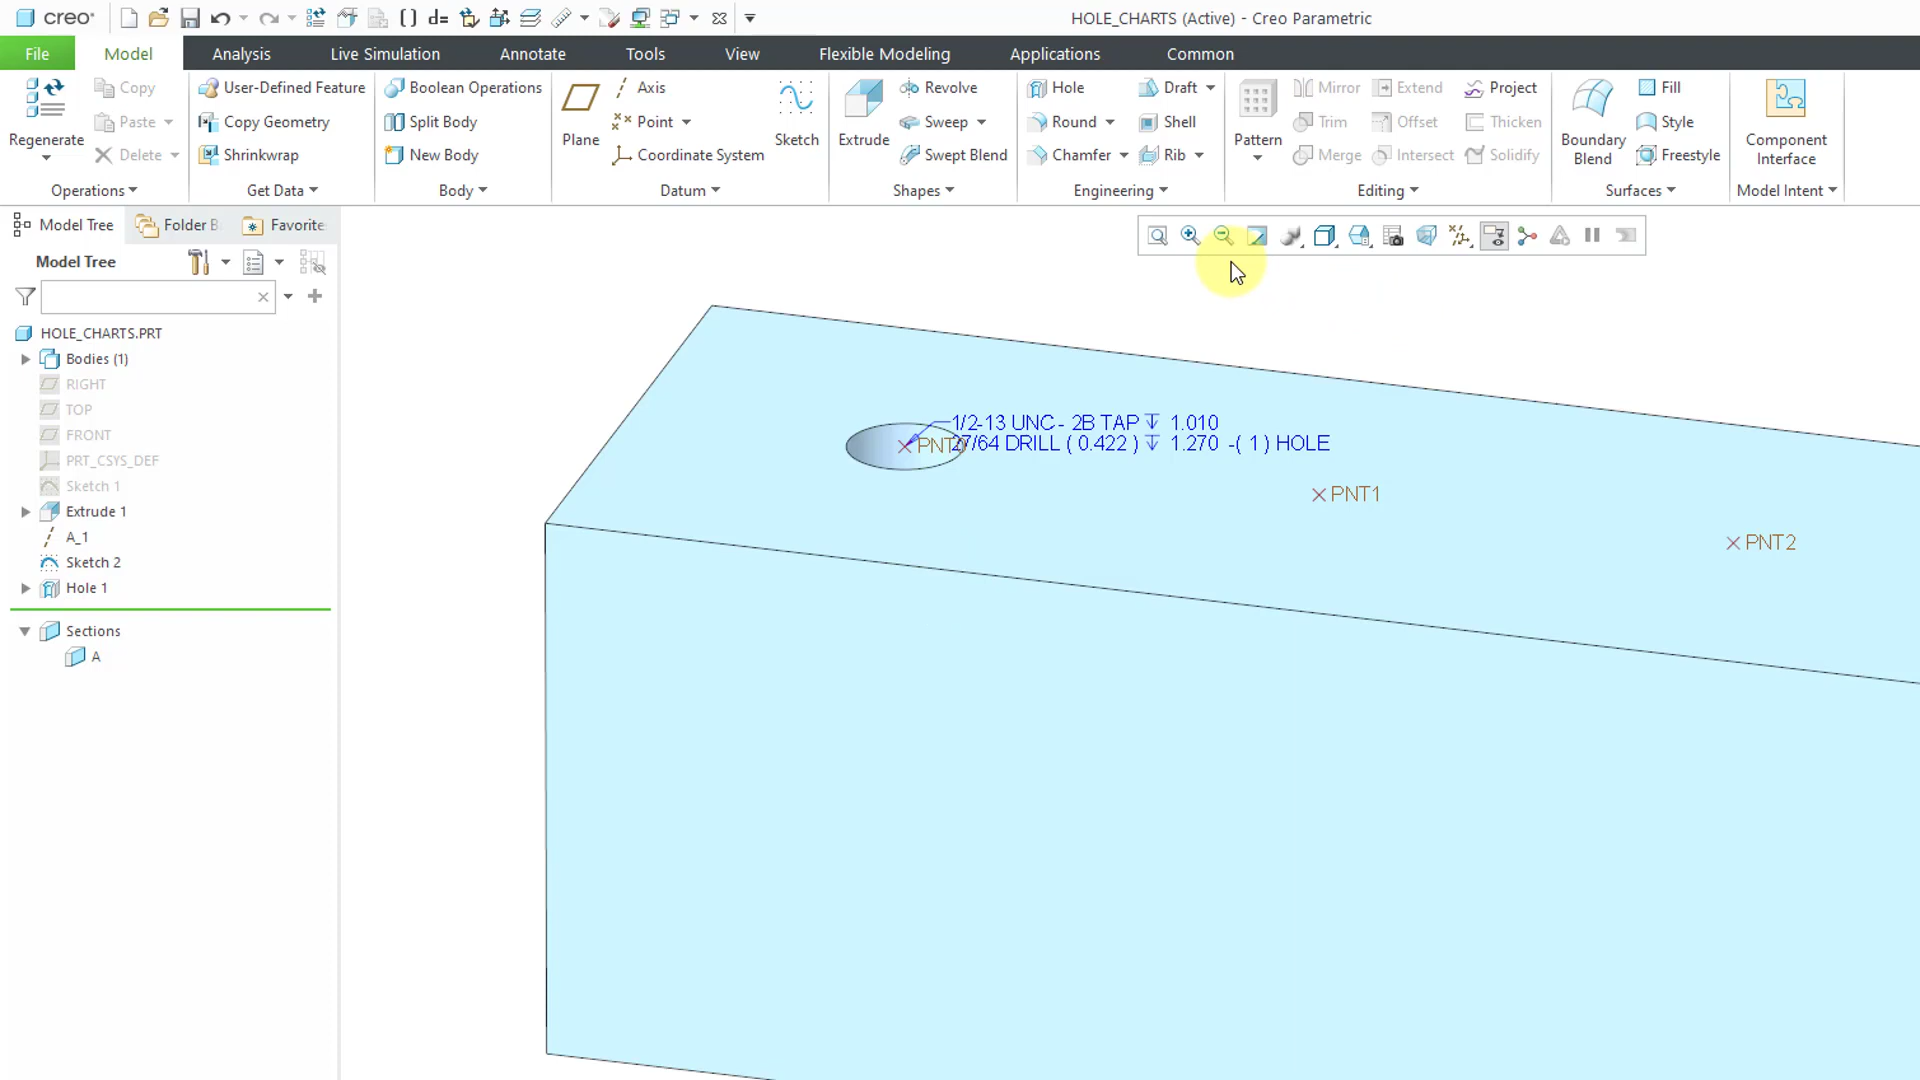 creo
d=
HOLE_CHARTS (Active) - Creo Parametric
File
Model
Analysis
Live Simulation
Annotate
Tools
View
Flexible Modeling
Applications
Common
Regenerate
Copy
Paste
Delete
Operations
User-Defined Feature
Copy Geometry
Shrinkwrap
Get Data
Boolean Operations
Split Body
New Body
Body
Plane
Axis
Point
Coordinate System
Sketch
Datum
Extrude
Revolve
Sweep
Swept Blend
Shapes
Hole
Round
Chamfer
Draft
Shell
Rib
Engineering
Pattern
Mirror
Trim
Merge
Extend
Offset
Intersect
Project
Thicken
Solidify
Editing
Boundary
Blend
Fill
Style
Freestyle
Surfaces
Component
Interface
Model Intent
Model Tree
Folder B
Favorite
Model Tree
HOLE_CHARTS.PRT
Bodies (1)
RIGHT
TOP
FRONT
PRT_CSYS_DEF
Sketch 1
Extrude 1
A_1
Sketch 2
Hole 1
Sections
A
1/2-13 UNC - 2B TAP ↧ 1.010
27/64 DRILL ( 0.422 ) ↧ 1.270 -( 1 ) HOLE
PNT1
PNT2